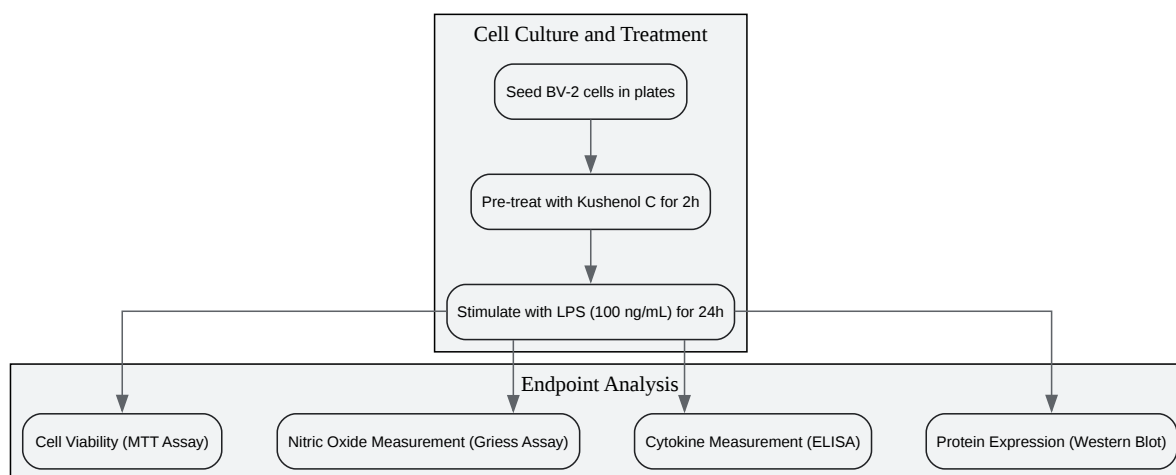 Cell Culture and Treatment
Seed BV-2 cells in plates
Pre-treat with Kushenol C for 2h
Stimulate with LPS (100 ng/mL) for 24h
Endpoint Analysis
Cell Viability (MTT Assay)
Nitric Oxide Measurement (Griess Assay)
Cytokine Measurement (ELISA)
Protein Expression (Western Blot)